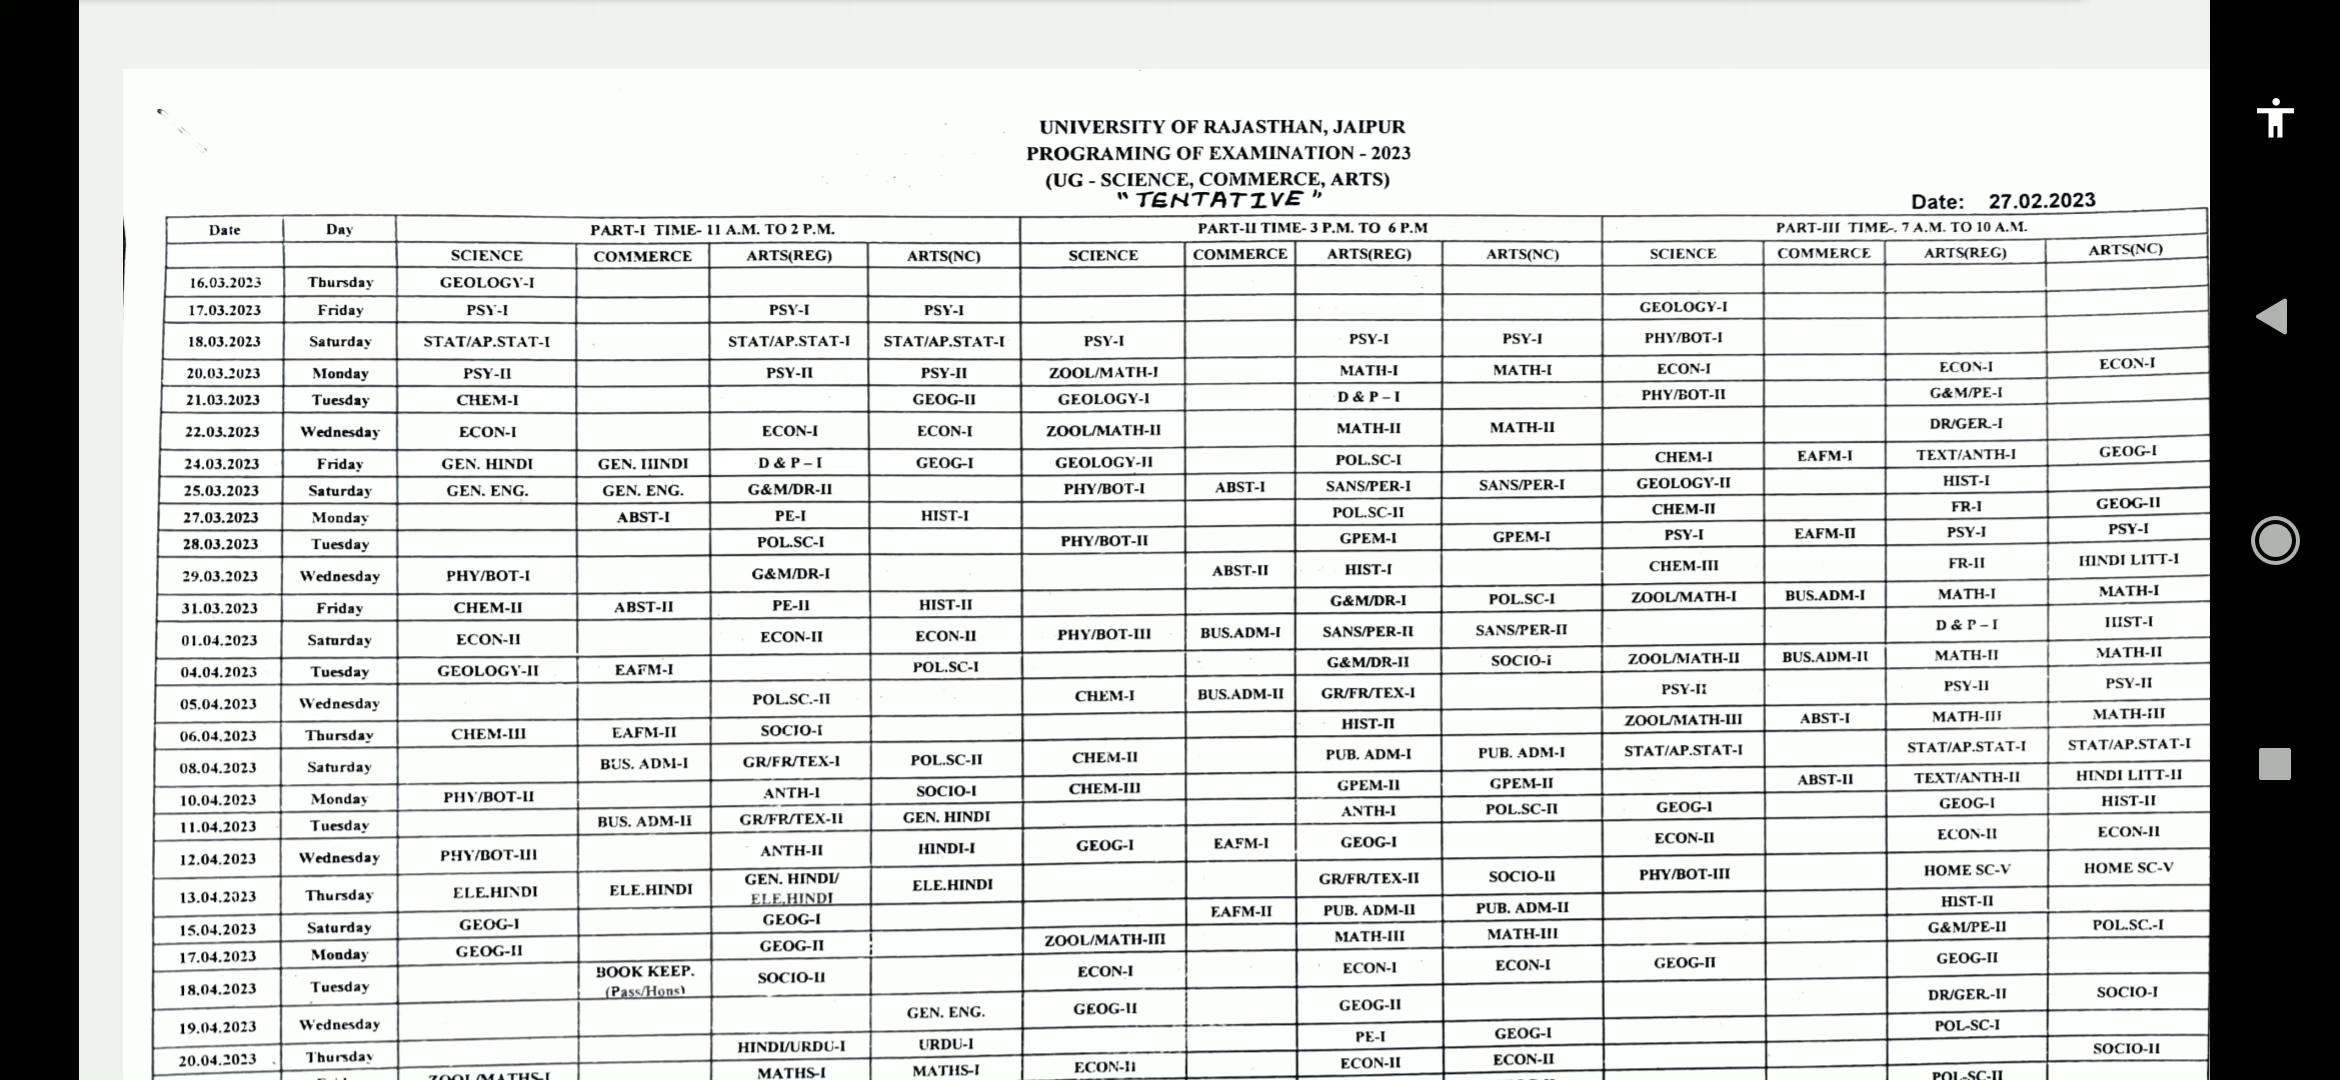 UNIVERSITY OF RAJASTHAN, JAIPUR
PROGRAMING OF EXAMINATION - 2023
(UG - SCIENCE, COMMERCE, ARTS)
"TENTATIVE"
Date: 27.02.2023
Date Day PART-I TIME- 11 A.M. TO 2 P.M. PART-II TIME- 3 P.M. TO 6 P.M PART-III TIME-. 7 A.M. TO 10 A.M.
SCIENCE COMMERCE ARTS(REG) ARTS(NC) SCIENCE COMMERCE ARTS(REG) ARTS(NC) SCIENCE COMMERCE ARTS(REG) ARTS(NC)
16.03.2023 Thursday GEOLOGY-I
17.03.2023 Friday PSY-I PSY-I PSY-I GEOLOGY-I
18.03.2023 Saturday STAT/AP.STAT-I STAT/AP.STAT-I STAT/AP.STAT-I PSY-I PSY-I PSY-I PHY/BOT-I
20.03.2023 Monday PSY-II PSY-II PSY-II ZOOL/MATH-I MATH-I MATH-I ECON-I ECON-I ECON-I
21.03.2023 Tuesday CHEM-I GEOG-II GEOLOGY-I D & P – I PHY/BOT-II G&M/PE-I
22.03.2023 Wednesday ECON-I ECON-I ECON-I ZOOL/MATH-II MATH-II MATH-II DR/GER.-I
24.03.2023 Friday GEN. HINDI GEN. HINDI D & P – I GEOG-I GEOLOGY-II POL.SC-I CHEM-I EAFM-I TEXT/ANTH-I GEOG-I
25.03.2023 Saturday GEN. ENG. GEN. ENG. G&M/DR-II PHY/BOT-I ABST-I SANS/PER-I SANS/PER-I GEOLOGY-II HIST-I
27.03.2023 Monday ABST-I PE-I HIST-I POL.SC-II CHEM-II FR-I GEOG-II
28.03.2023 Tuesday POL.SC-I PHY/BOT-II GPEM-I GPEM-I PSY-I EAFM-II PSY-I PSY-I
29.03.2023 Wednesday PHY/BOT-I G&M/DR-I ABST-II HIST-I CHEM-III FR-II HINDI LITT-I
31.03.2023 Friday CHEM-II ABST-II PE-II HIST-II G&M/DR-I POL.SC-I ZOOL/MATH-I BUS.ADM-I MATH-I MATH-I
01.04.2023 Saturday ECON-II ECON-II ECON-II PHY/BOT-III BUS.ADM-I SANS/PER-II SANS/PER-II D & P – I HIST-I
04.04.2023 Tuesday GEOLOGY-II EAFM-I POL.SC-I G&M/DR-II SOCIO-i ZOOL/MATH-II BUS.ADM-II MATH-II MATH-II
05.04.2023 Wednesday POL.SC.-II CHEM-I BUS.ADM-II GR/FR/TEX-I PSY-II PSY-II PSY-II
06.04.2023 Thursday CHEM-III EAFM-II SOCIO-I HIST-II ZOOL/MATH-III ABST-I MATH-III MATH-III
08.04.2023 Saturday BUS. ADM-I GR/FR/TEX-I POL.SC-II CHEM-II PUB. ADM-I PUB. ADM-I STAT/AP.STAT-I STAT/AP.STAT-I STAT/AP.STAT-I
10.04.2023 Monday PHY/BOT-II ANTH-I SOCIO-I CHEM-III GPEM-II GPEM-II ABST-II TEXT/ANTH-II HINDI LITT-II
11.04.2023 Tuesday BUS. ADM-II GR/FR/TEX-II GEN. HINDI ANTH-I POL.SC-II GEOG-I GEOG-I HIST-II
12.04.2023 Wednesday PHY/BOT-III ANTH-II HINDI-I GEOG-I EAFM-I GEOG-I ECON-II ECON-II ECON-II
13.04.2023 Thursday ELE.HINDI ELE.HINDI GEN. HINDI/ ELE.HINDI ELE.HINDI GR/FR/TEX-II SOCIO-II PHY/BOT-III HOME SC-V HOME SC-V
15.04.2023 Saturday GEOG-I GEOG-I EAFM-II PUB. ADM-II PUB. ADM-II HIST-II
17.04.2023 Monday GEOG-II GEOG-II ZOOL/MATH-III MATH-III MATH-III G&M/PE-II POL.SC.-I
18.04.2023 Tuesday BOOK KEEP. (Pass/Hons) SOCIO-II ECON-I ECON-I ECON-I GEOG-II GEOG-II
19.04.2023 Wednesday GEN. ENG. GEOG-II GEOG-II DR/GER.-II SOCIO-I
20.04.2023 Thursday HINDI/URDU-I URDU-I PE-I GEOG-I POL-SC-I
ZOOL/MATHS-I MATHS-I MATHS-I ECON-II ECON-II ECON-II SOCIO-II
POL-SC-II